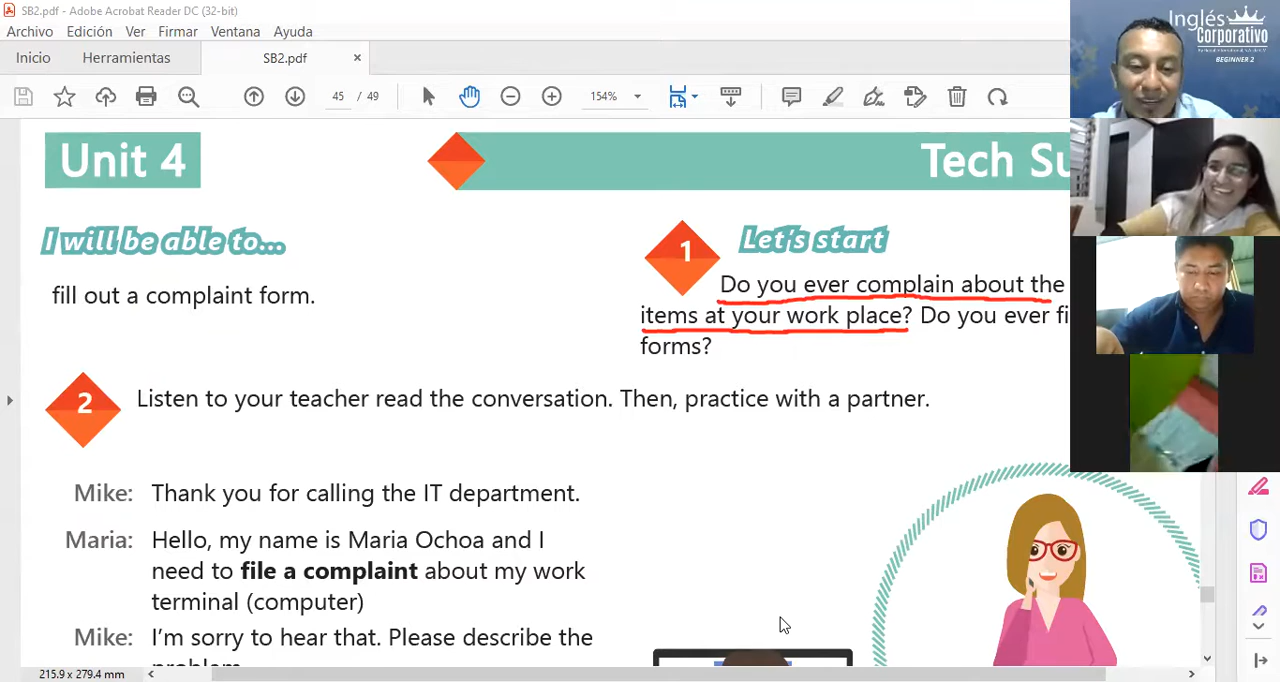 SB2.pdf - Adobe Acrobat Reader DC (32-bit)
Archivo Edición Ver Firmar Ventana Ayuda
Inicio Herramientas SB2.pdf ×
45 / 49 154%
Inglés
Corporativo
BEGINNER 2
Unit 4
Tech Su
I will be able to...
fill out a complaint form.
1 Let's start
Do you ever complain about the
items at your work place? Do you ever fi
forms?
2 Listen to your teacher read the conversation. Then, practice with a partner.
Mike: Thank you for calling the IT department.
Maria: Hello, my name is Maria Ochoa and I
need to file a complaint about my work
terminal (computer)
Mike: I'm sorry to hear that. Please describe the
problem
215.9 x 279.4 mm